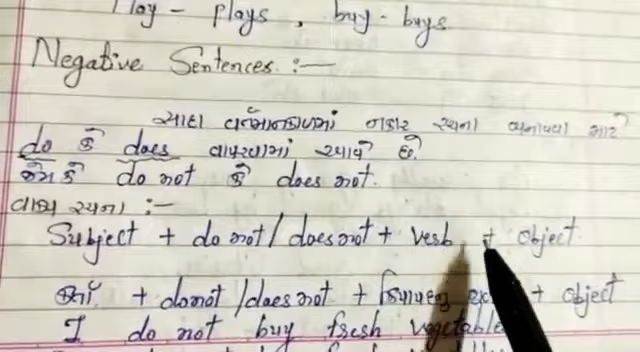 Play - plays, buy - buys
Negative Sentences :-
સાદા વર્તમાનકાળમાં નકાર રચના બનાવવા માટે
do કે does વાપરવામાં આવે છે.
જેમ કે do not કે does not.
વાક્ય રચના :-
Subject + do not / does not + verb + object
કર્તા + do not / does not + ક્રિયાપદનું + object
I do not buy fresh vegetable